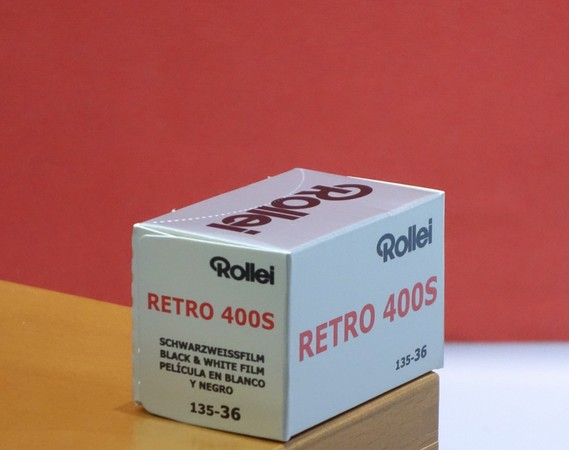 Rollei
Rollei
RETRO 400S
SCHWARZWEISSFILM
BLACK & WHITE FILM
PELÍCULA EN BLANCO
Y NEGRO
135-36
Rollei
RETRO 400S
135-36